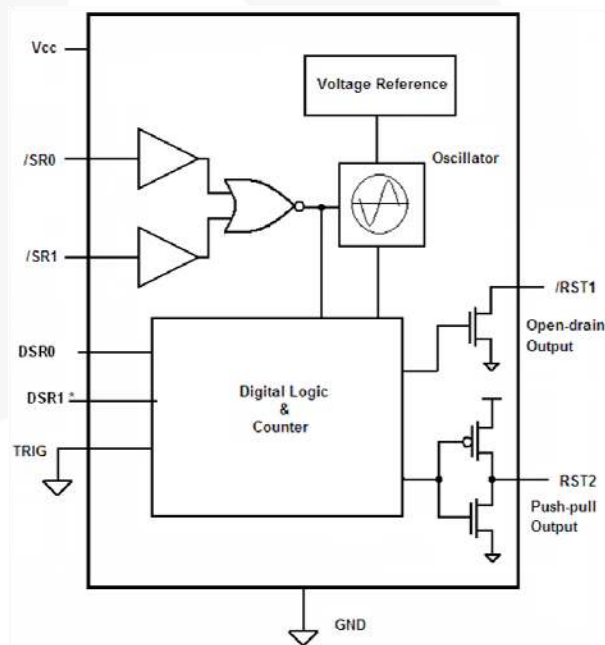 Vcc
Voltage Reference
/SR0
Oscillator
/SR1
/RST1
Open-drain
Output
DSR0
Digital Logic
&
Counter
DSR1 *
TRIG
RST2
Push-pull
Output
GND